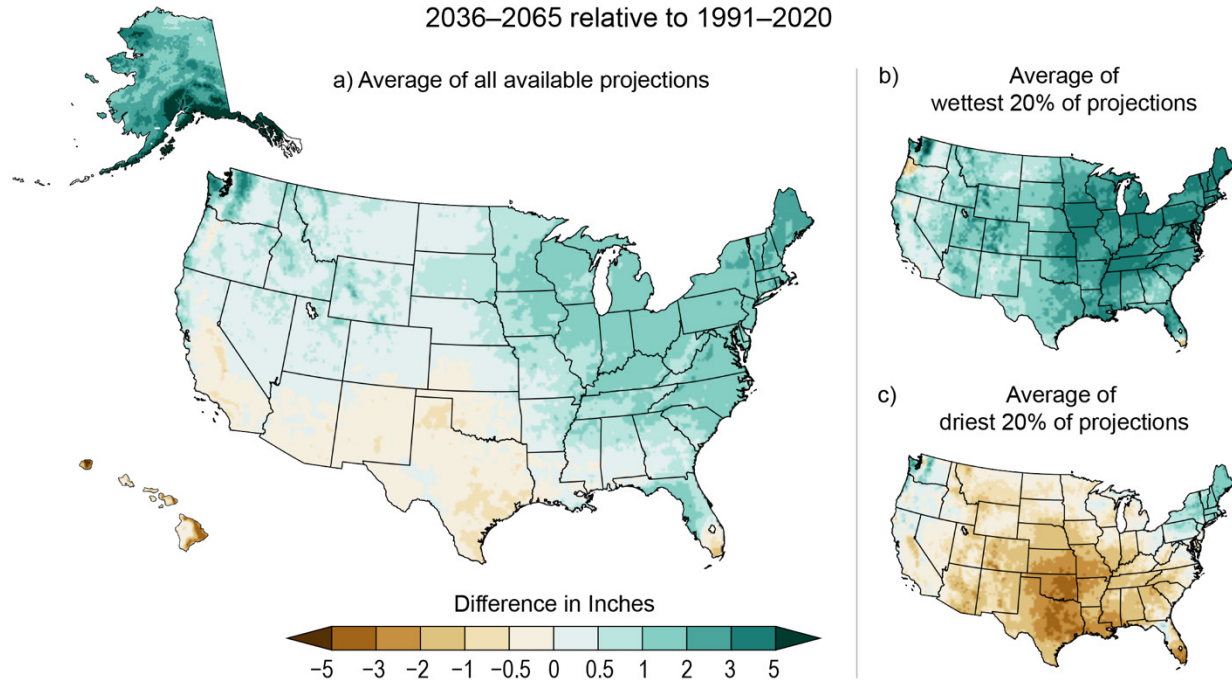 2036–2065 relative to 1991–2020
a) Average of all available projections
b) Average of
wettest 20% of projections
c) Average of
driest 20% of projections
Difference in Inches
−5 −3 −2 −1 −0.5 0 0.5 1 2 3 5